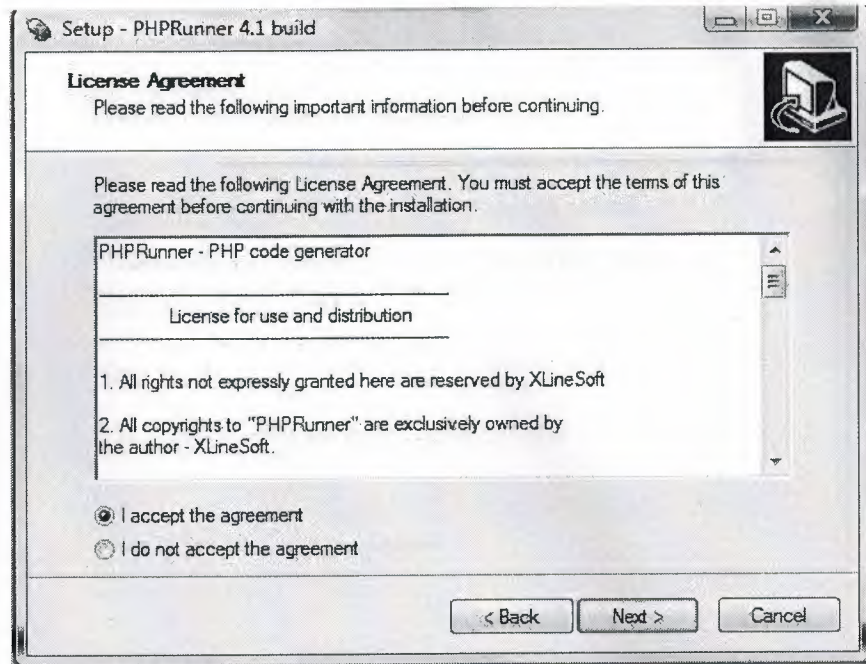 Setup - PHPRunner 4.1 build
License Agreement
Please read the following important information before continuing.
Please read the following License Agreement. You must accept the terms of this
agreement before continuing with the installation.
PHPRunner - PHP code generator
License for use and distribution
1. All rights not expressly granted here are reserved by XLineSoft
2. All copyrights to "PHPRunner" are exclusively owned by
the author - XLineSoft.
I accept the agreement
I do not accept the agreement
< Back
Next >
Cancel